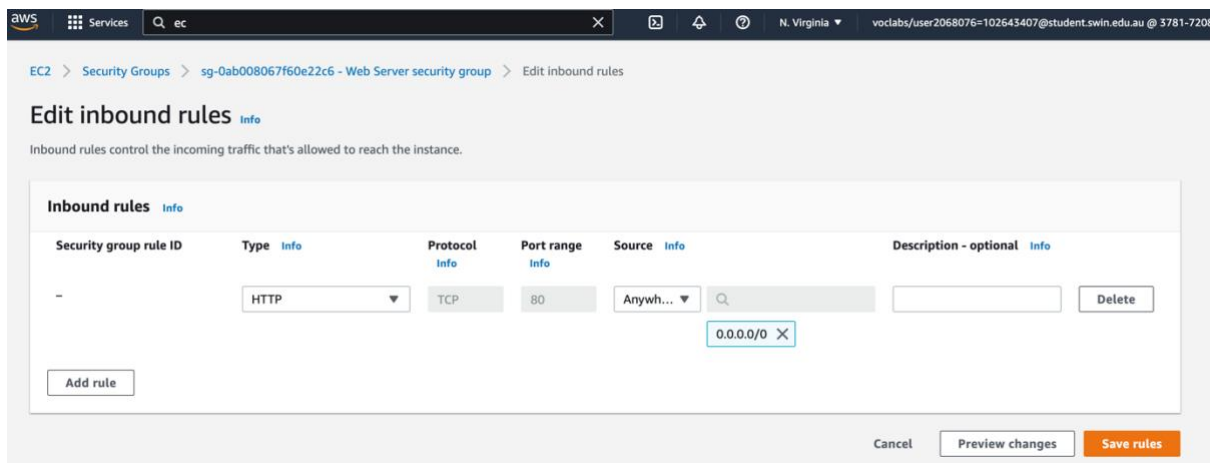 aws Services ec N. Virginia ▼ voclabs/user2068076=102643407@student.swin.edu.au @ 3781-7208
EC2 > Security Groups > sg-0ab008067f60e22c6 - Web Server security group > Edit inbound rules
Edit inbound rules Info
Inbound rules control the incoming traffic that's allowed to reach the instance.
Inbound rules Info
Security group rule ID Type Info Protocol Info Port range Info Source Info Description - optional Info
– HTTP TCP 80 Anywh... 0.0.0.0/0 Delete
Add rule
Cancel Preview changes Save rules